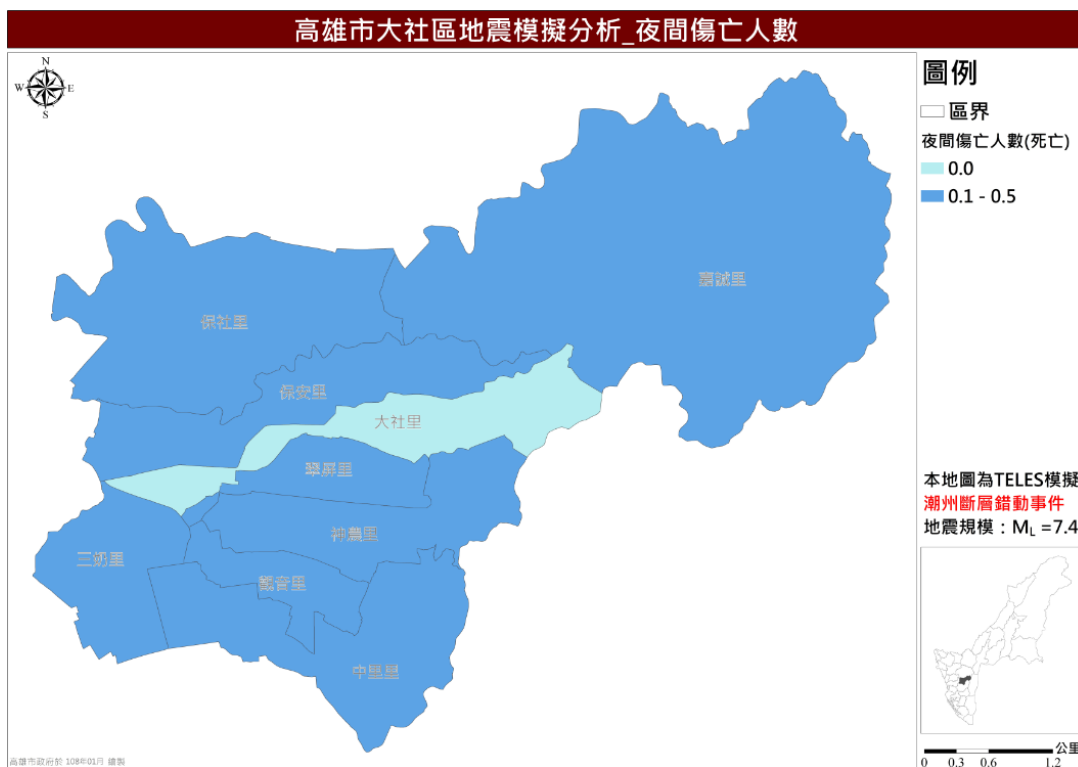 高雄市大社區地震模擬分析_夜間傷亡人數
N
W
E
S
圖例
區界
夜間傷亡人數(死亡)
0.0
0.1 - 0.5
嘉誠里
保社里
保安里
大社里
翠屏里
神農里
三奶里
觀音里
中里里
本地圖為TELES模擬
潮州斷層錯動事件
地震規模：ML =7.4
公里
0 0.3 0.6 1.2
高雄市政府於 108年01月 繪製